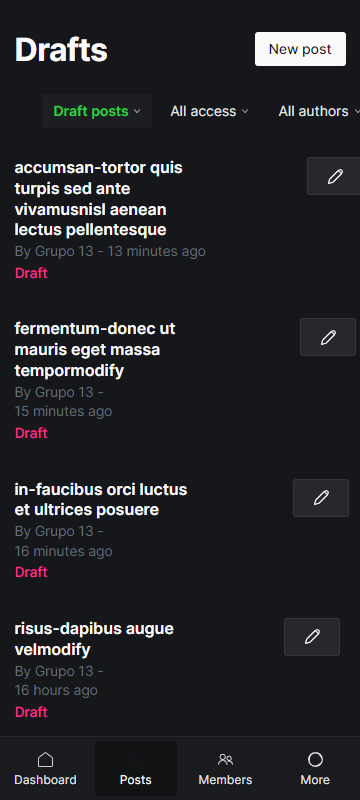 Drafts
New post
Draft posts
All access
All authors
accumsan-tortor quis
turpis sed ante
vivamusnisl aenean
lectus pellentesque
By Grupo 13 - 13 minutes ago
Draft
fermentum-donec ut
mauris eget massa
tempormodify
By Grupo 13 -
15 minutes ago
Draft
in-faucibus orci luctus
et ultrices posuere
By Grupo 13 -
16 minutes ago
Draft
risus-dapibus augue
velmodify
By Grupo 13 -
16 hours ago
Draft
Dashboard
Posts
Members
More